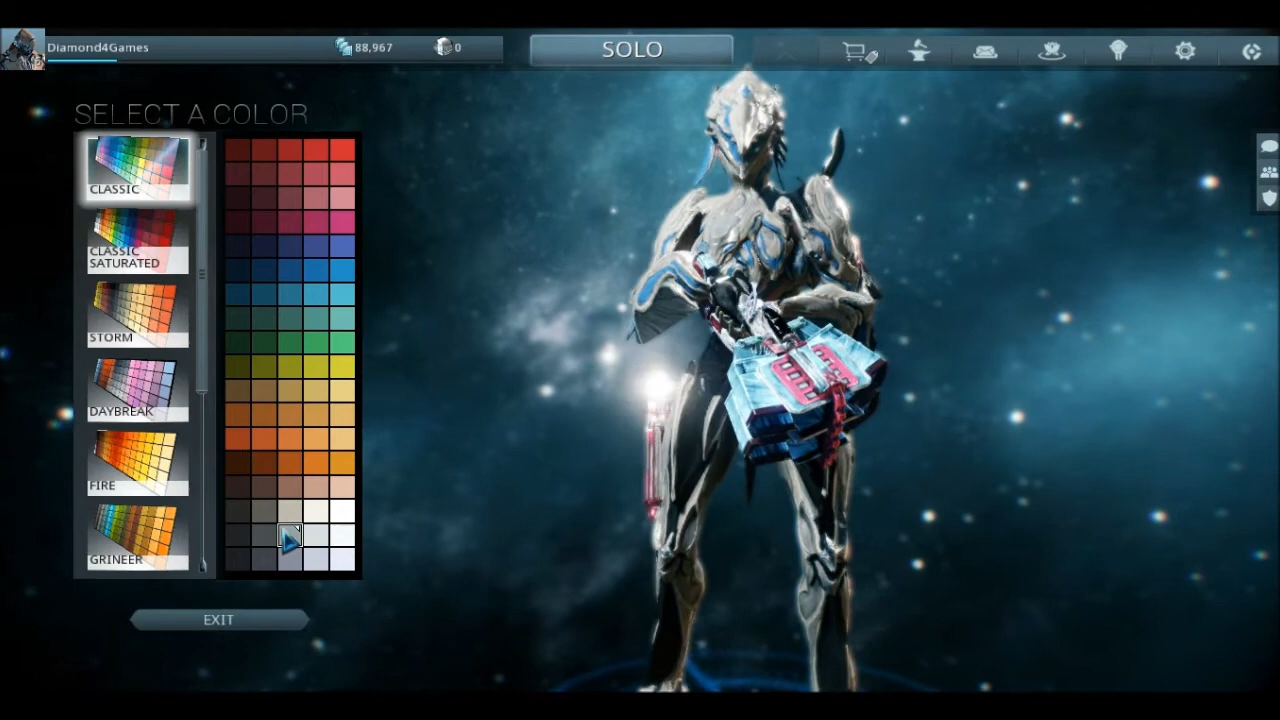 Diamond4Games
88,967
0
SOLO
SELECT A COLOR
CLASSIC
CLASSIC
SATURATED
STORM
DAYBREAK
FIRE
GRINEER
EXIT